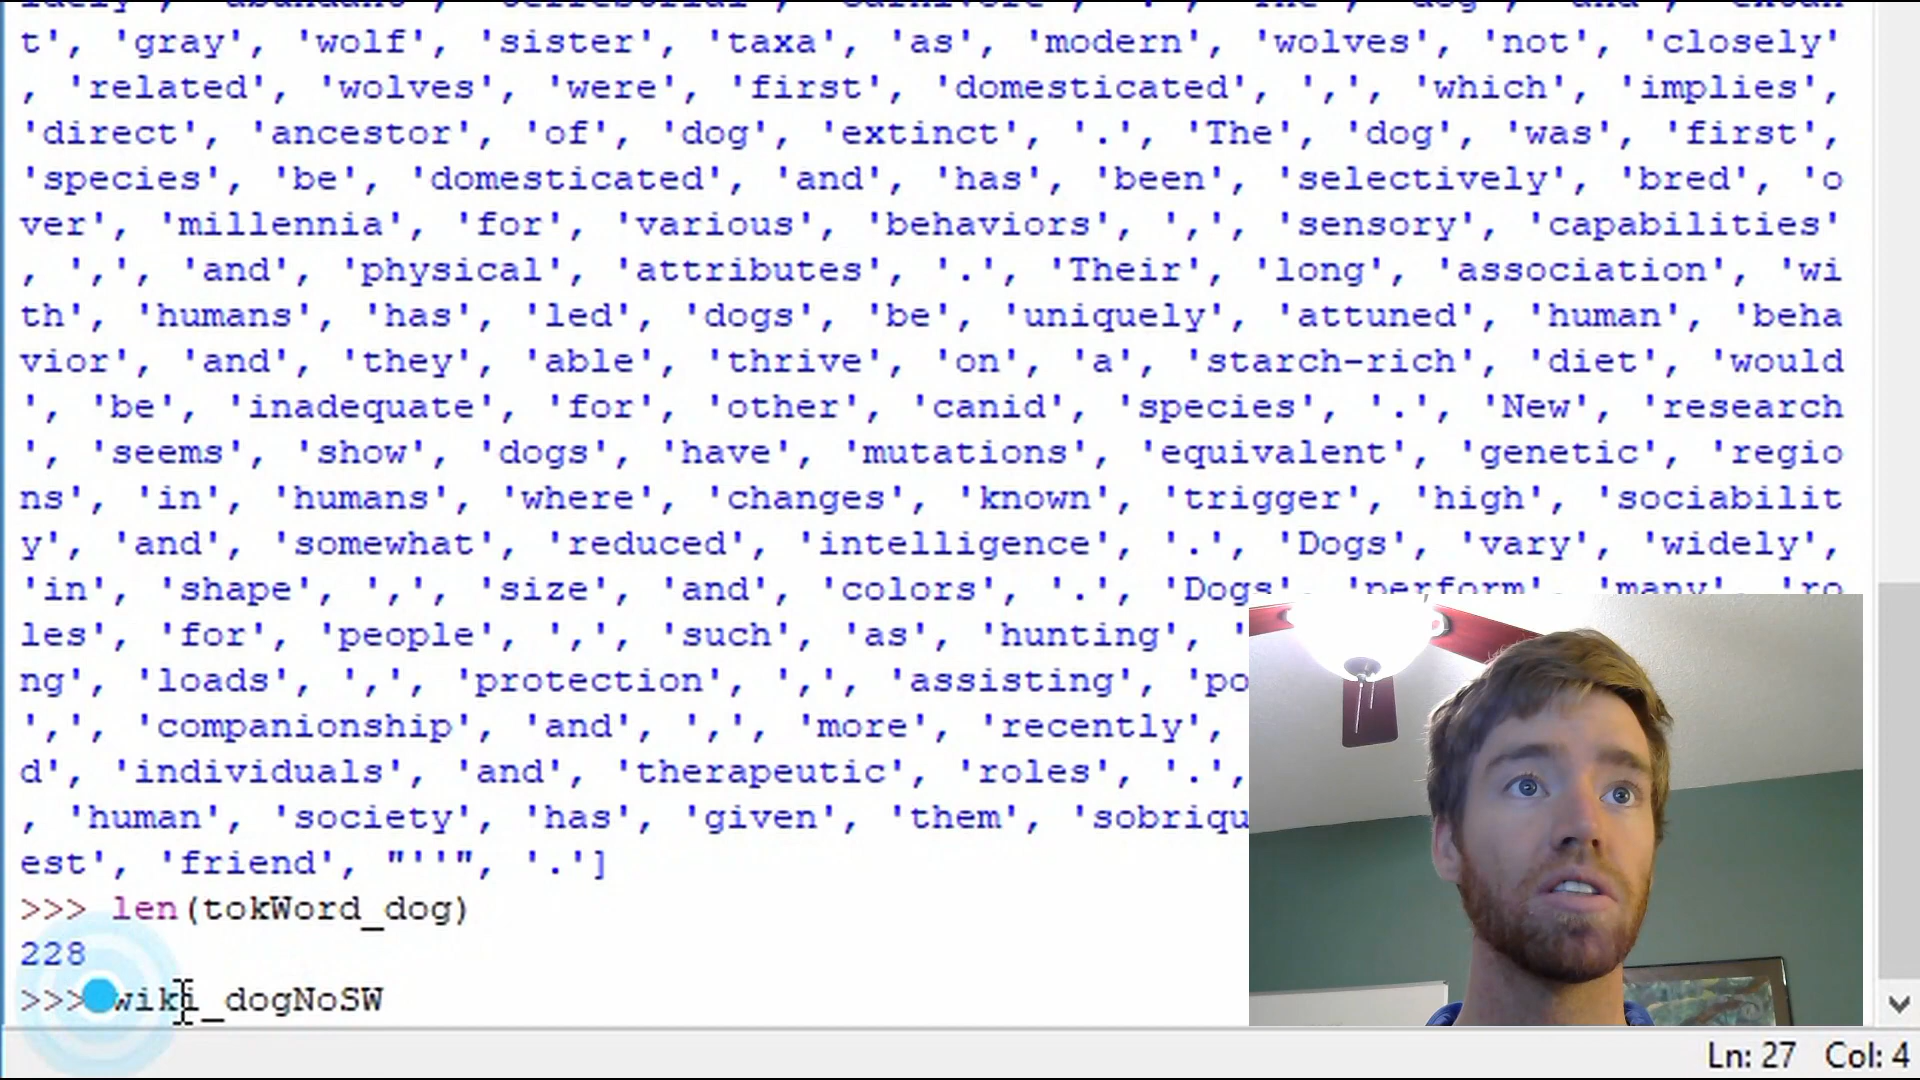 t', 'gray', 'wolf', 'sister', 'taxa', 'as', 'modern', 'wolves', 'not', 'closely'
, 'related', 'wolves', 'were', 'first', 'domesticated', ',', 'which', 'implies',
'direct', 'ancestor', 'of', 'dog', 'extinct', '.', 'The', 'dog', 'was', 'first',
'species', 'be', 'domesticated', 'and', 'has', 'been', 'selectively', 'bred', 'o
ver', 'millennia', 'for', 'various', 'behaviors', ',', 'sensory', 'capabilities'
, ',', 'and', 'physical', 'attributes', '.', 'Their', 'long', 'association', 'wi
th', 'humans', 'has', 'led', 'dogs', 'be', 'uniquely', 'attuned', 'human', 'beha
vior', 'and', 'they', 'able', 'thrive', 'on', 'a', 'starch-rich', 'diet', 'would
', 'be', 'inadequate', 'for', 'other', 'canid', 'species', '.', 'New', 'research
', 'seems', 'show', 'dogs', 'have', 'mutations', 'equivalent', 'genetic', 'regio
ns', 'in', 'humans', 'where', 'changes', 'known', 'trigger', 'high', 'sociabilit
y', 'and', 'somewhat', 'reduced', 'intelligence', '.', 'Dogs', 'vary', 'widely',
'in', 'shape', ',', 'size', 'and', 'colors', '.', 'Dogs', 'perform', 'many', 'ro
les', 'for', 'people', ',', 'such', 'as', 'hunting', '
ng', 'loads', ',', 'protection', ',', 'assisting', 'po
',', 'companionship', 'and', ',', 'more', 'recently',
d', 'individuals', 'and', 'therapeutic', 'roles', '.',
, 'human', 'society', 'has', 'given', 'them', 'sobriqu
est', 'friend', "''", '.']
>>> len(tokWord_dog)
228
>>> wiki_dogNoSW
Ln: 27 Col: 4